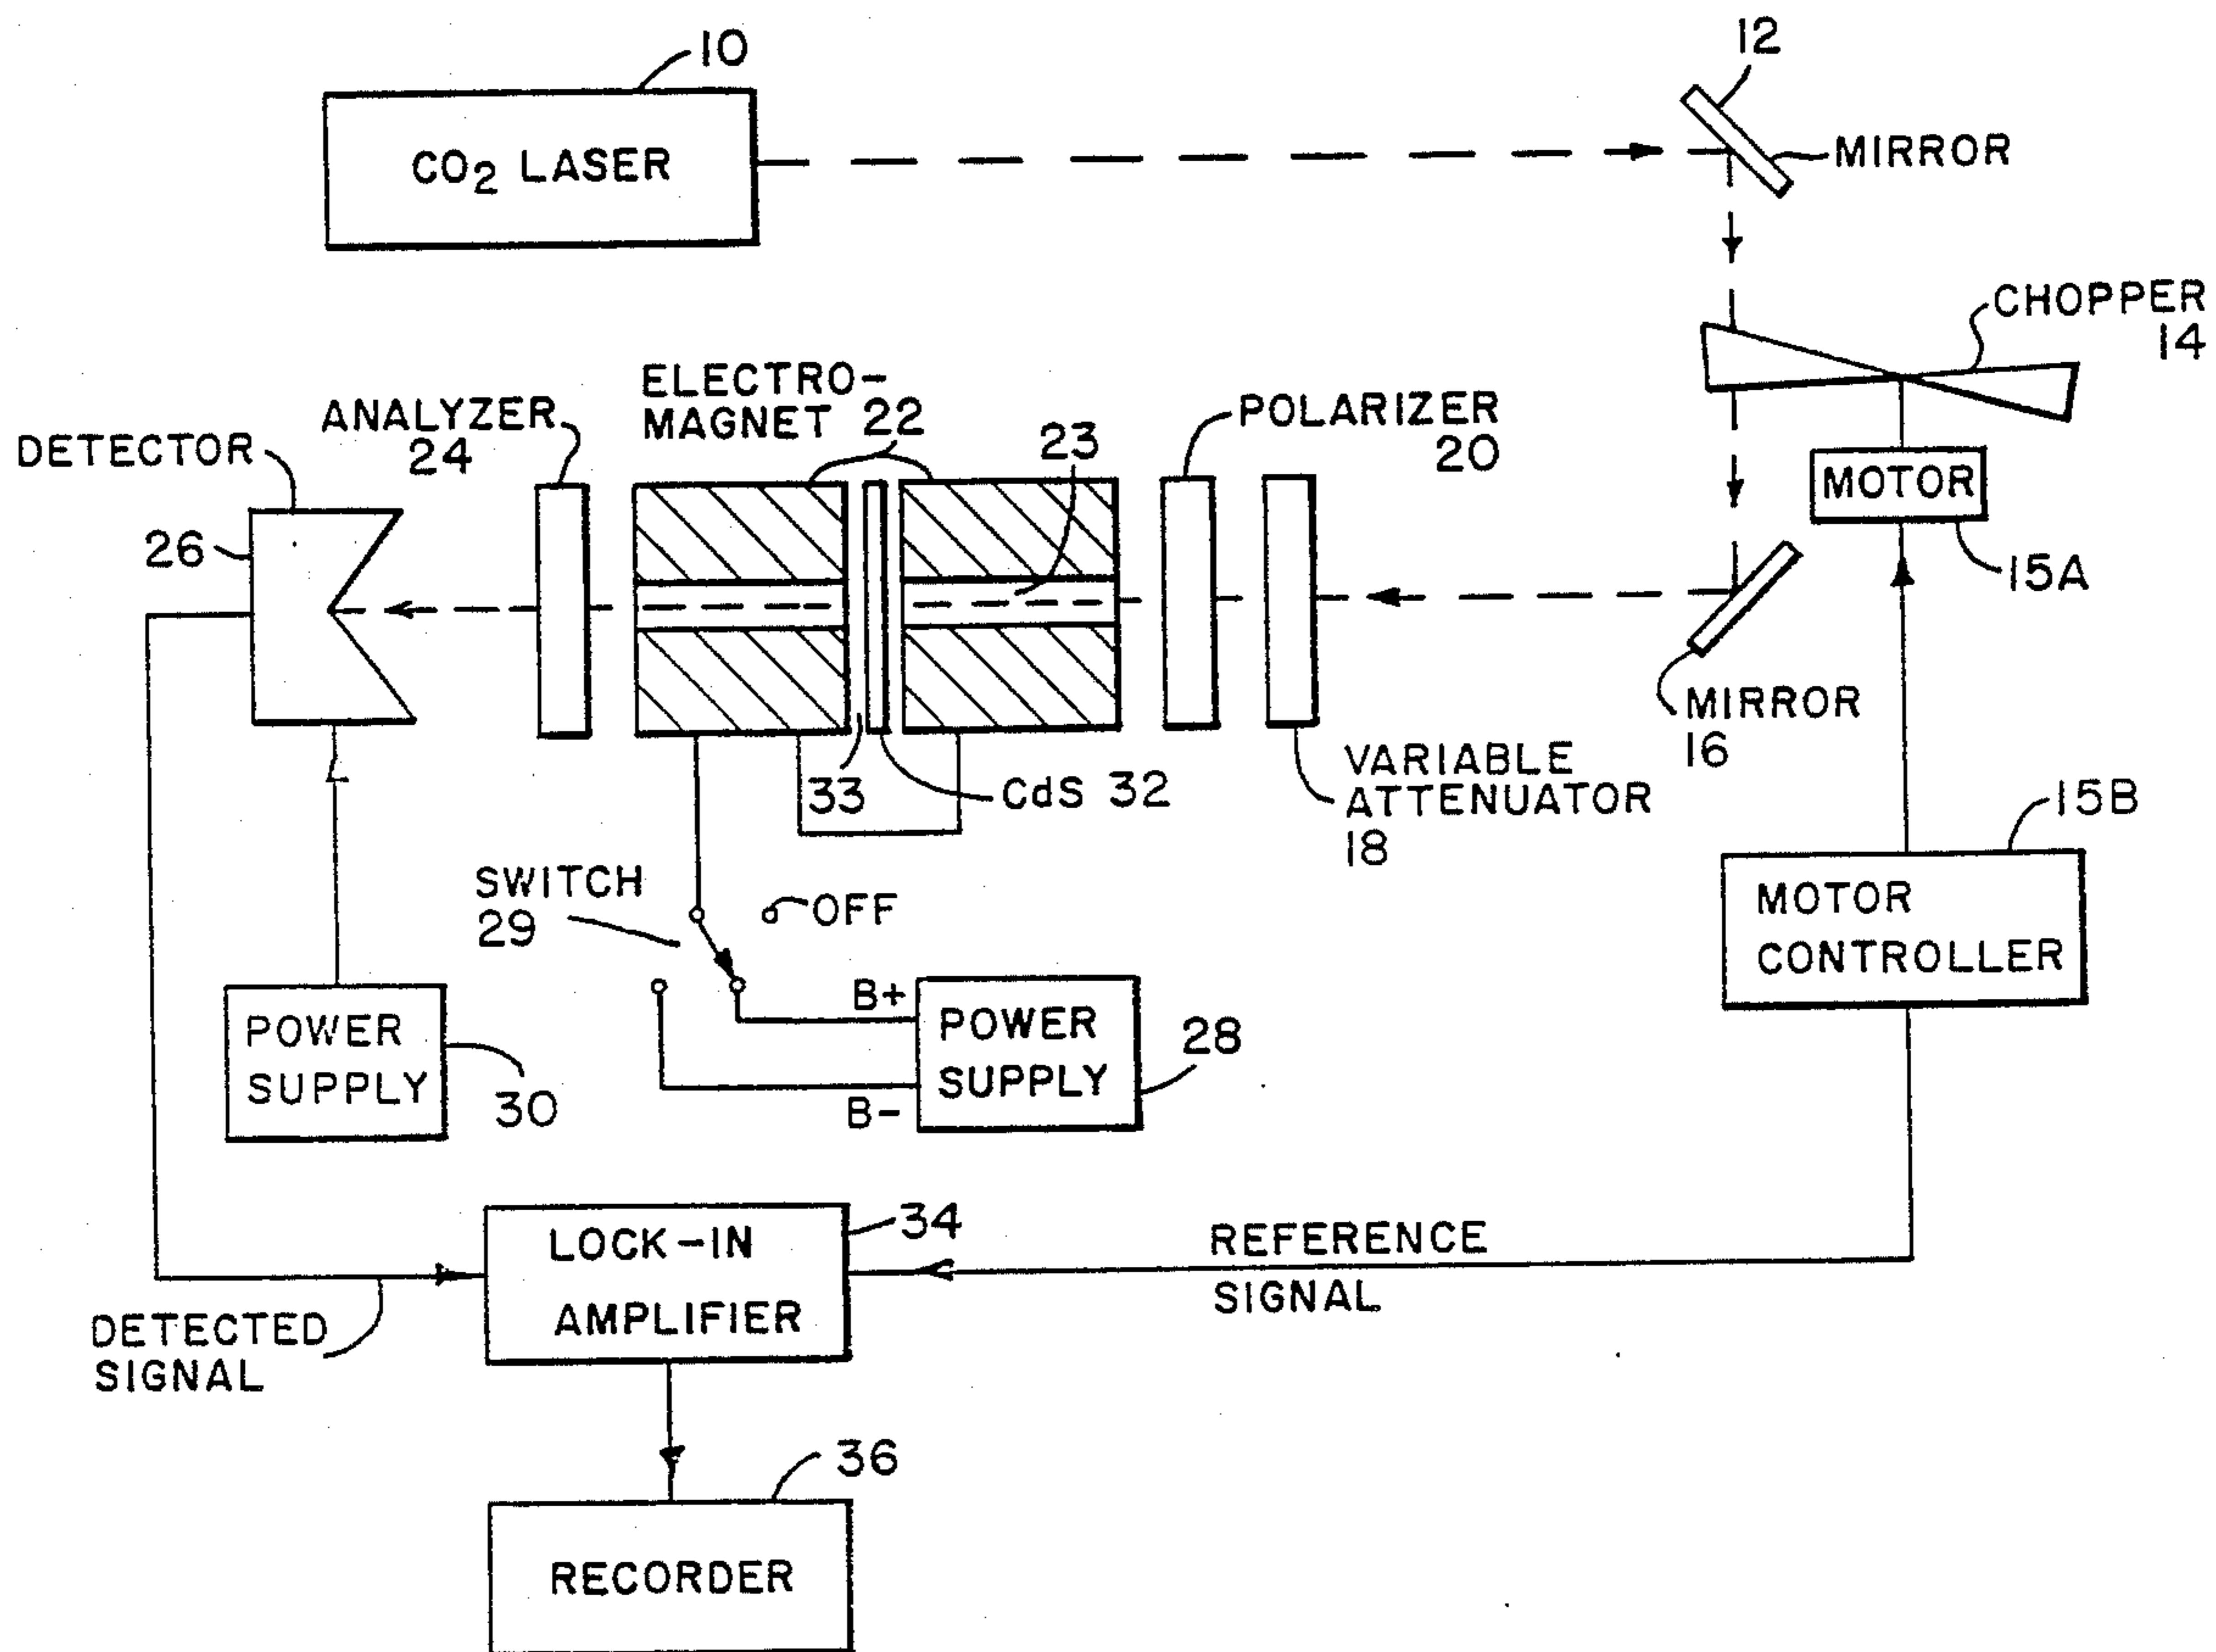 10
CO2 LASER
12
MIRROR
CHOPPER
14
MOTOR
15A
MIRROR
16
DETECTOR
26
ANALYZER
24
ELECTRO-
MAGNET 22
23
POLARIZER
20
VARIABLE
ATTENUATOR
18
33
CdS 32
15B
MOTOR
CONTROLLER
SWITCH
29
OFF
B+
B-
POWER
SUPPLY
28
POWER
SUPPLY
30
LOCK-IN
AMPLIFIER
34
REFERENCE
SIGNAL
DETECTED
SIGNAL
36
RECORDER